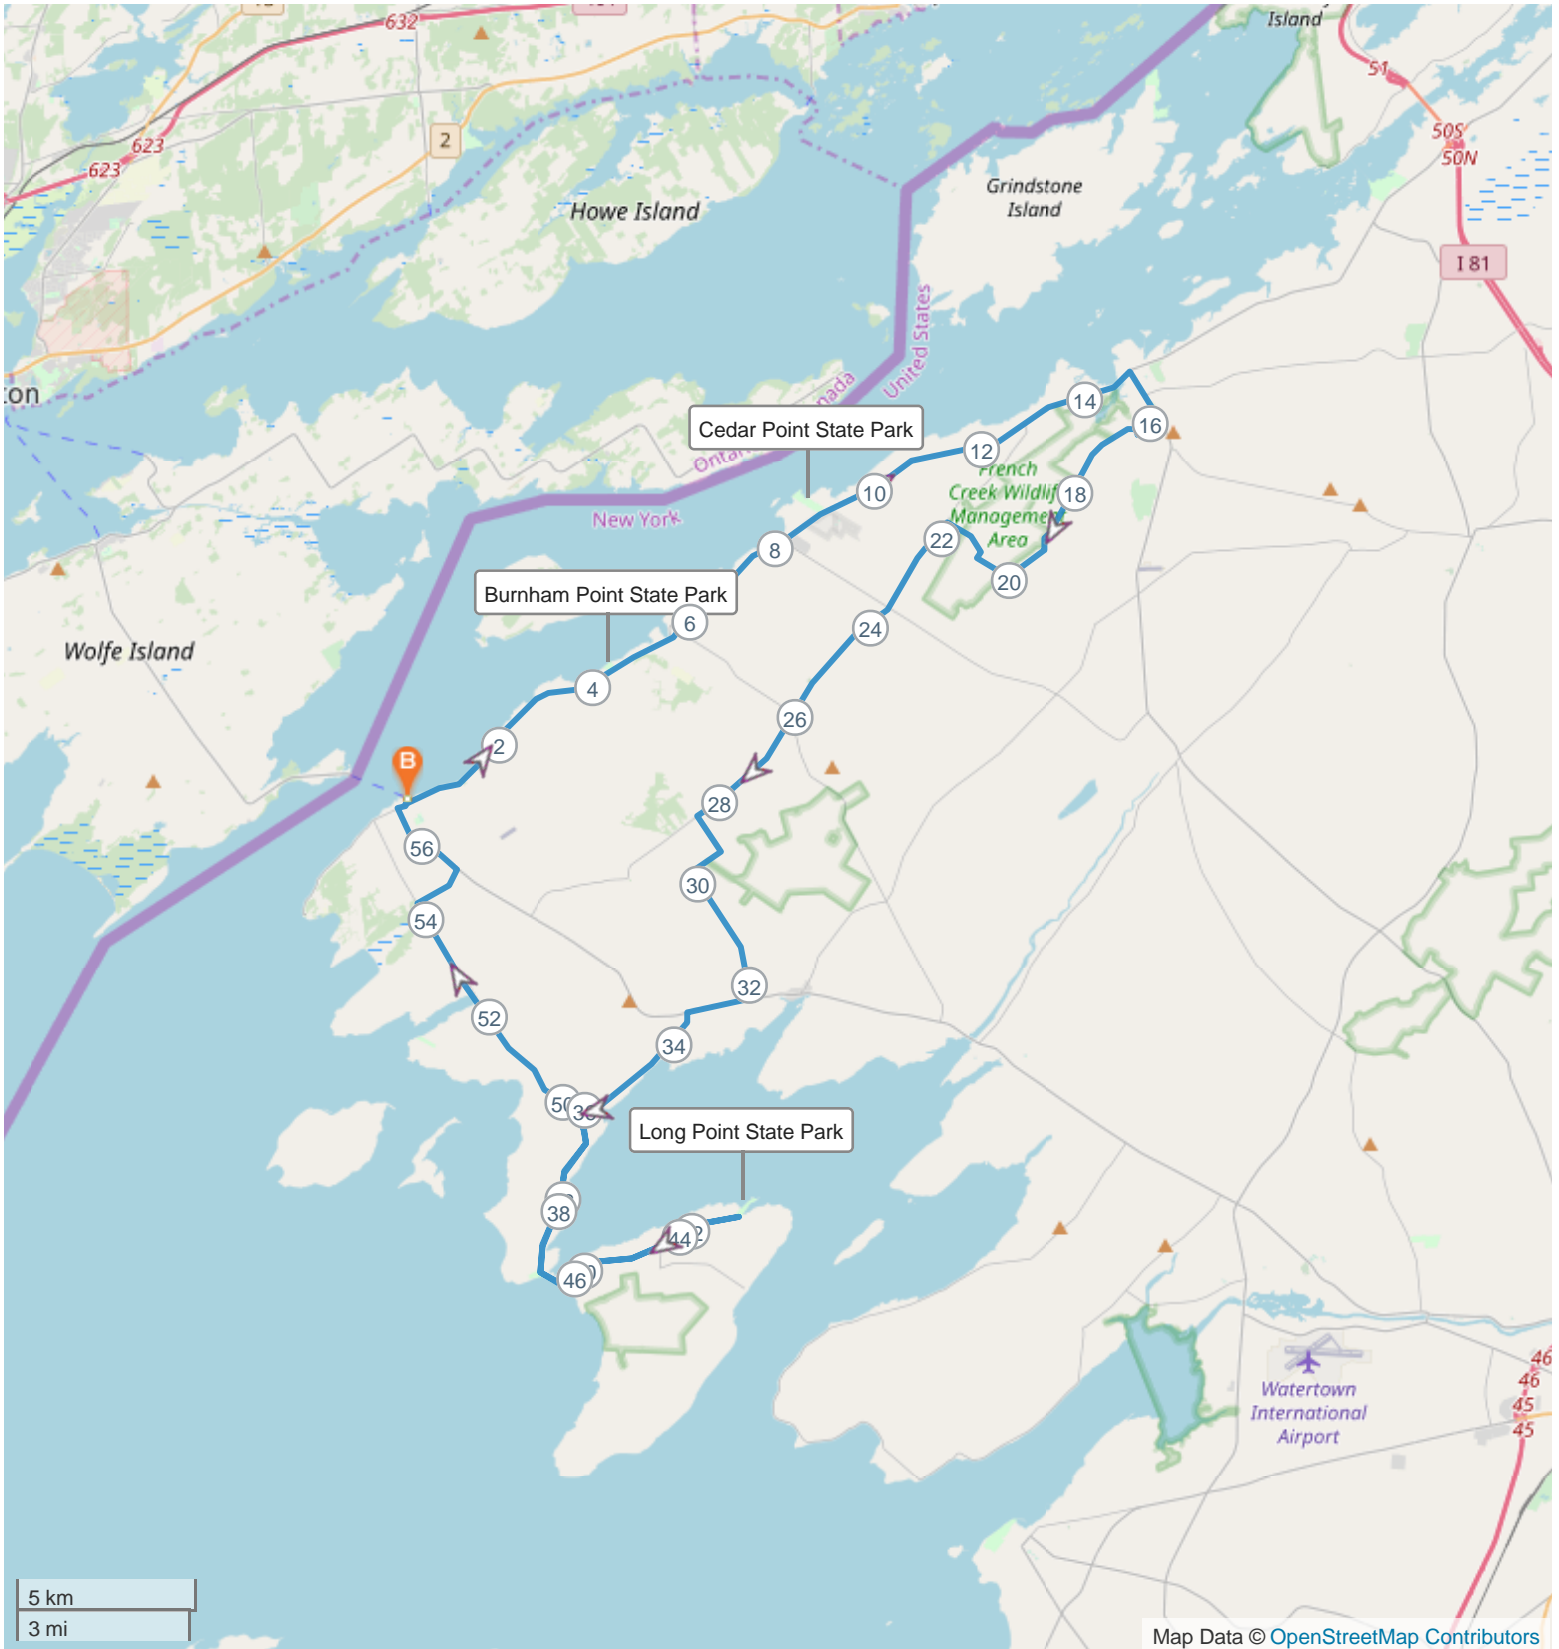 632
Island
51
623
2
50S
623
50N
Grindstone
Island
Howe Island
I 81
United States
ton
nada
14
Cedar Point State Park
16
Ontar
12
French
10
Creek Wildlif
18
Manageme
New York
Area
22
8
20
Burnham Point State Park
6
24
Wolfe Island
4
26
2
B
28
56
30
54
32
52
34
50
36
Long Point State Park
38
44
46
Watertown
International
Airport
46
46
45
45
5 km
3 mi
Map Data © OpenStreetMap Contributors